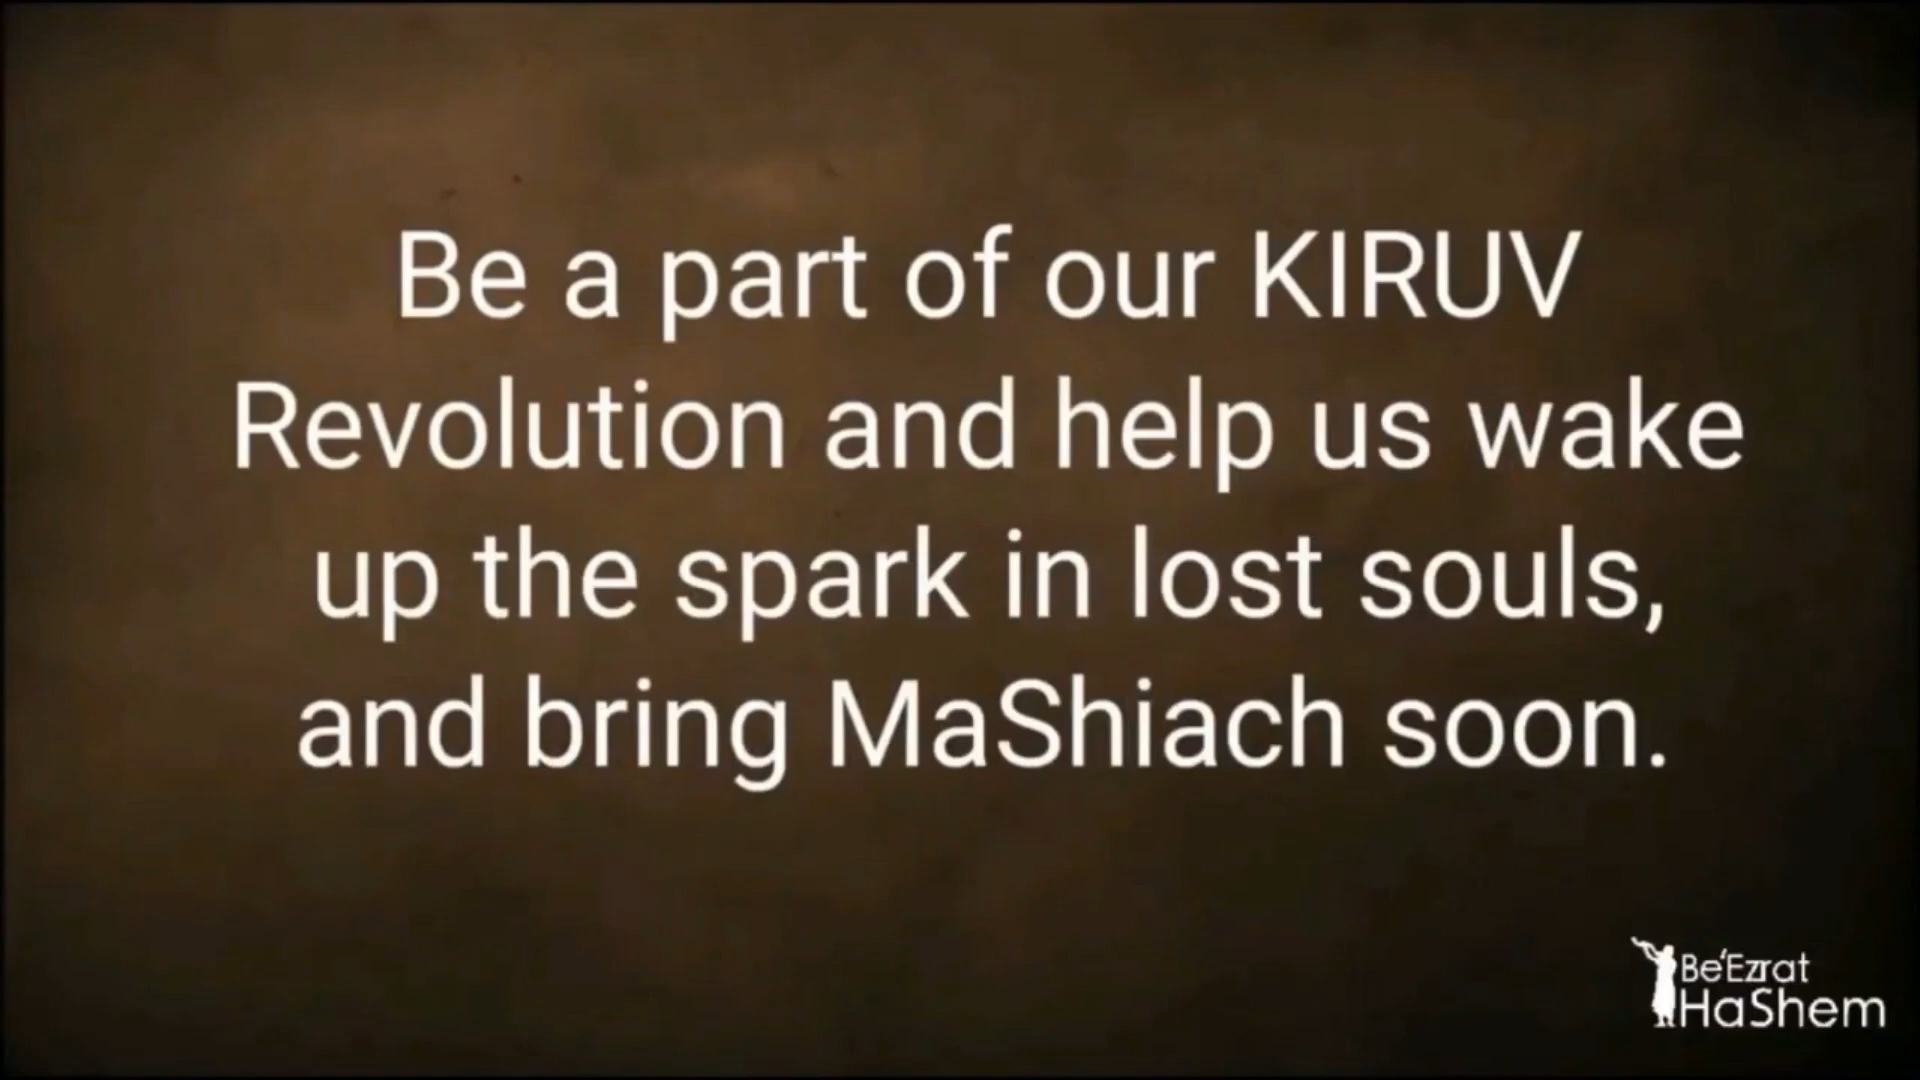 Be a part of our KIRUV
Revolution and help us wake
up the spark in lost souls,
and bring MaShiach soon.
Be'Ezrat
HaShem